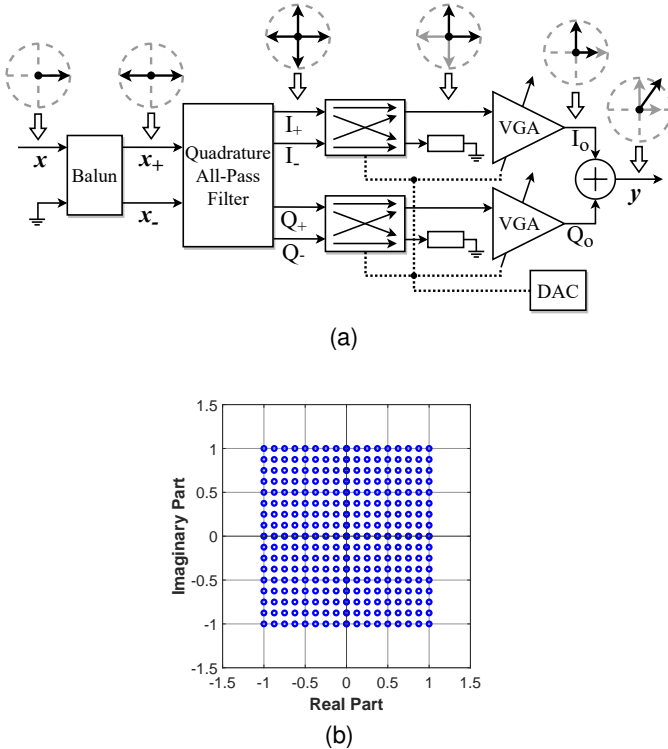 x
Balun
x+
x-
Quadrature
All-Pass
Filter
I+
I-
Q+
Q-
VGA
Io
VGA
Qo
y
DAC
(a)
1.5
1
0.5
0
-0.5
-1
-1.5
Imaginary Part
-1.5 -1 -0.5 0 0.5 1 1.5
Real Part
(b)